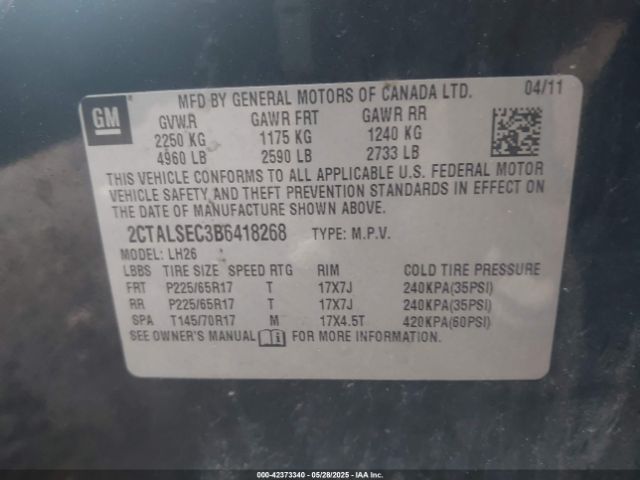 GM
MFD BY GENERAL MOTORS OF CANADA LTD. 04/11
GVW.R GAWR FRT GAWR RR
2250 KG 1175 KG 1240 KG
4960 LB 2590 LB 2733 LB
THIS VEHICLE CONFORMS TO ALL APPLICABLE U.S. FEDERAL MOTOR
VEHICLE SAFETY AND THEFT PREVENTION STANDARDS IN EFFECT ON
THE DATE OF MANUFACTURE SHOWN ABOVE.
2CTALSEC3B6418268 TYPE: M.P.V.
MODEL: LH26
LBBS TIRE SIZE SPEED RTG RIM COLD TIRE PRESSURE
FRT P225/65R17 T 17X7J 240KPA(35PSI)
RR P225/65R17 T 17X7J 240KPA(35PSI)
SPA T145/70R17 M 17X4.5T 420KPA(60PSI)
SEE OWNER'S MANUAL FOR MORE INFORMATION.
000-42373340 - 05/28/2025 - IAA Inc.